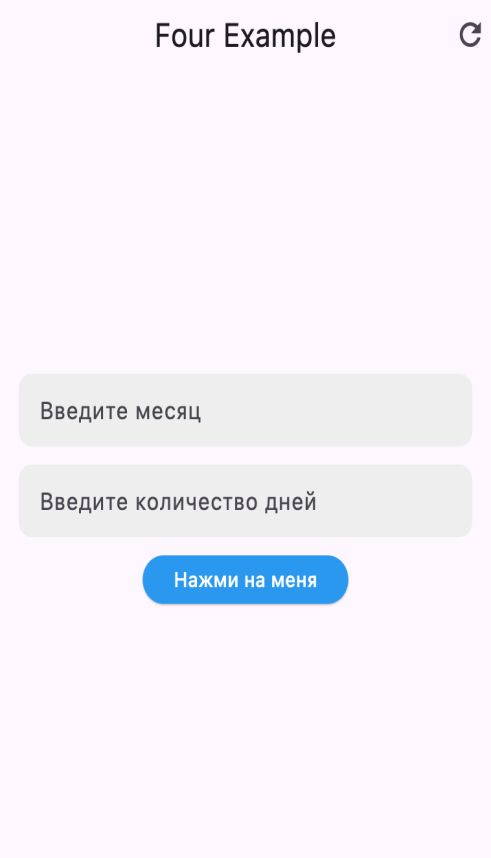 Four Example
Введите месяц
Введите количество дней
Нажми на меня